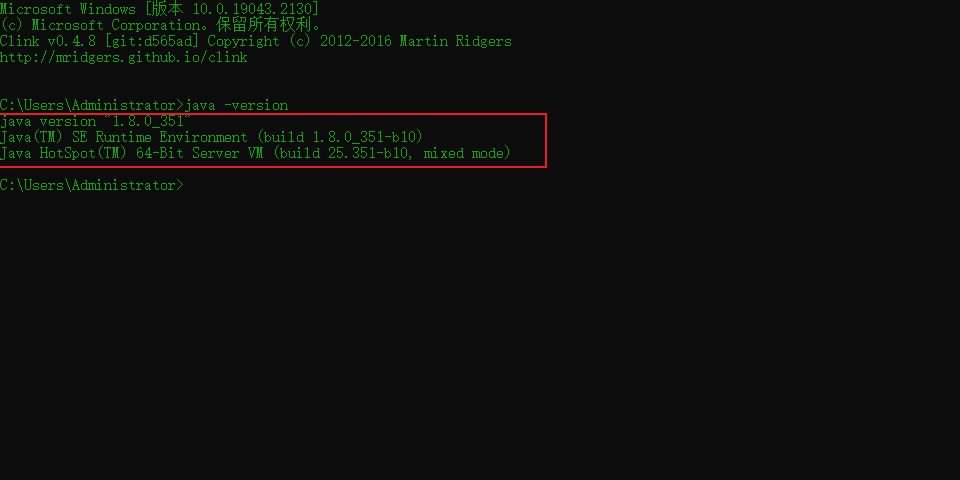 Microsoft Windows [版本 10.0.19043.2130]
(c) Microsoft Corporation。保留所有权利。
Clink v0.4.8 [git:d565ad] Copyright (c) 2012-2016 Martin Ridgers
http://mridgers.github.io/clink
C:\Users\Administrator>java -version
java version "1.8.0_351"
Java(TM) SE Runtime Environment (build 1.8.0_351-b10)
Java HotSpot(TM) 64-Bit Server VM (build 25.351-b10, mixed mode)
C:\Users\Administrator>